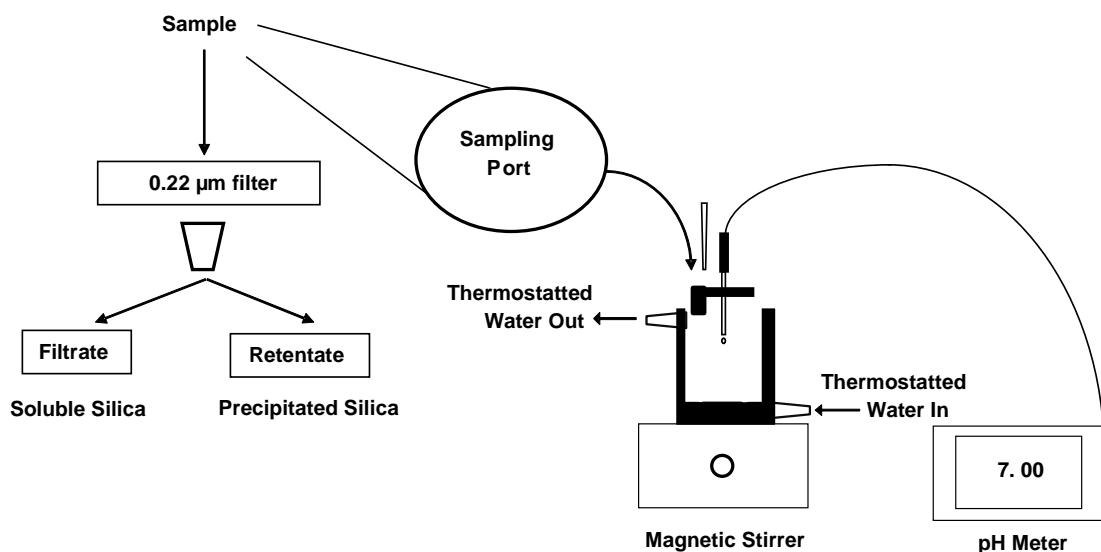 Sample
0.22 µm filter
Filtrate
Retentate
Soluble Silica
Precipitated Silica
Sampling
Port
Thermostatted
Water Out
Thermostatted
Water In
7. 00
Magnetic Stirrer
pH Meter